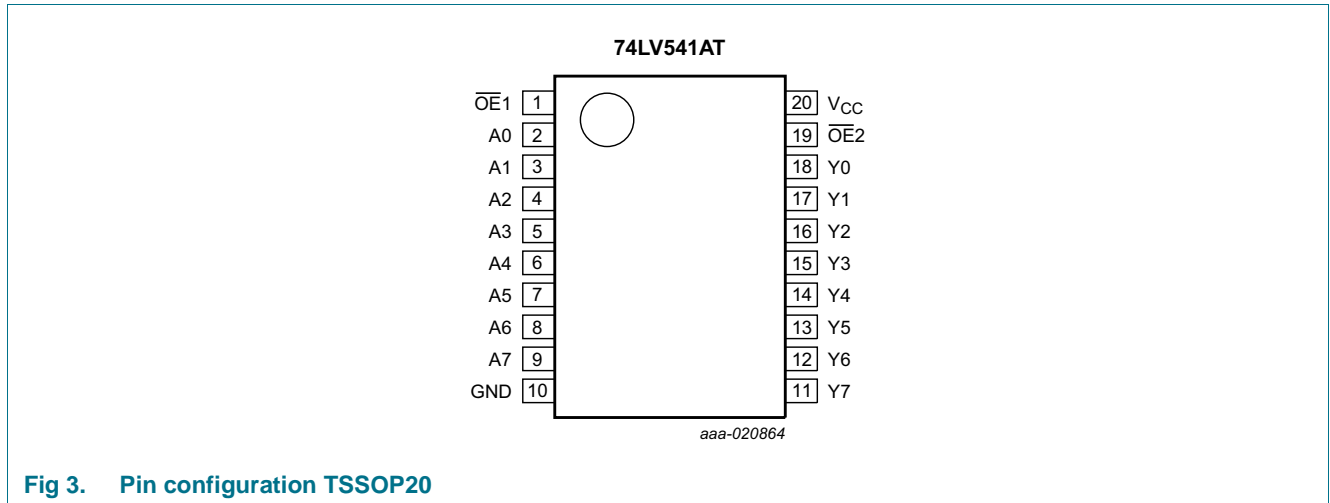 74LV541AT
O̅E̅1 1 20 VCC
A0 2 19 O̅E̅2
A1 3 18 Y0
A2 4 17 Y1
A3 5 16 Y2
A4 6 15 Y3
A5 7 14 Y4
A6 8 13 Y5
A7 9 12 Y6
GND 10 11 Y7
aaa-020864
Fig 3. Pin configuration TSSOP20